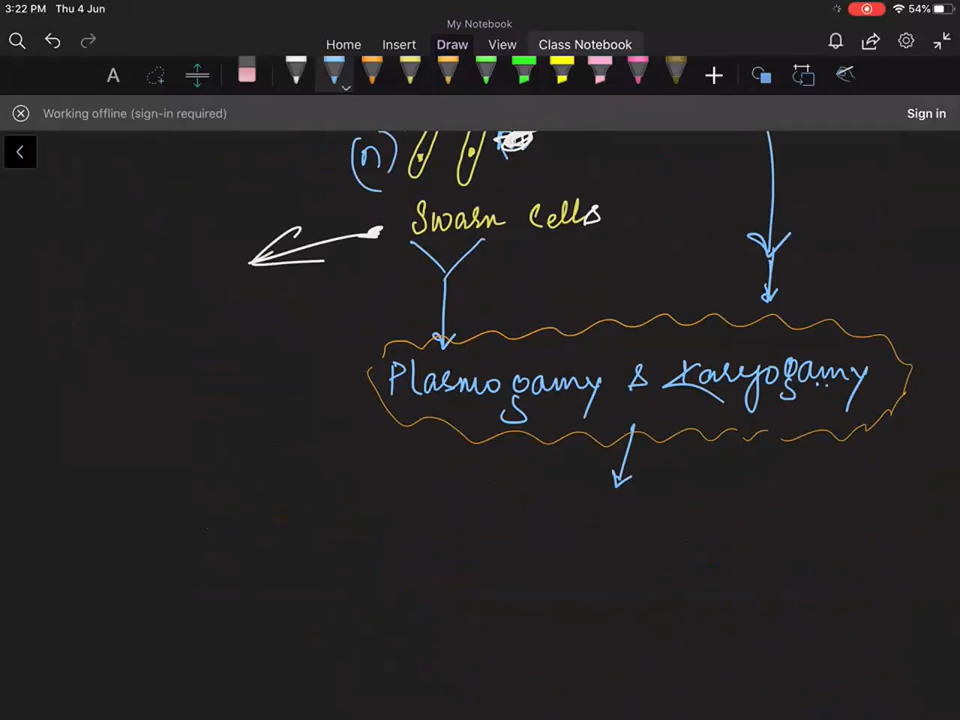 3:22 PM Thu 4 Jun
54%
My Notebook
Home Insert Draw View Class Notebook
A
Working offline (sign-in required) Sign in
(n)
Swarn Cells
Plasmogamy & Karyogamy